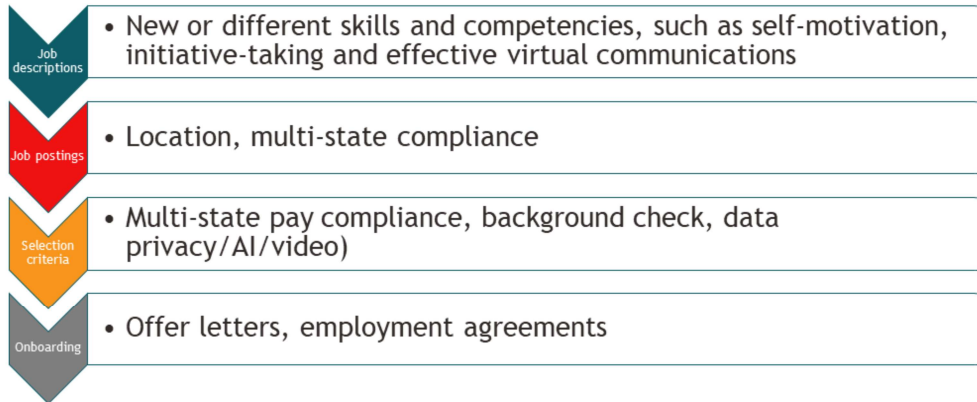 Job
descriptions
• New or different skills and competencies, such as self-motivation,
initiative-taking and effective virtual communications
Job postings
• Location, multi-state compliance
Selection
criteria
• Multi-state pay compliance, background check, data
privacy/AI/video)
Onboarding
• Offer letters, employment agreements